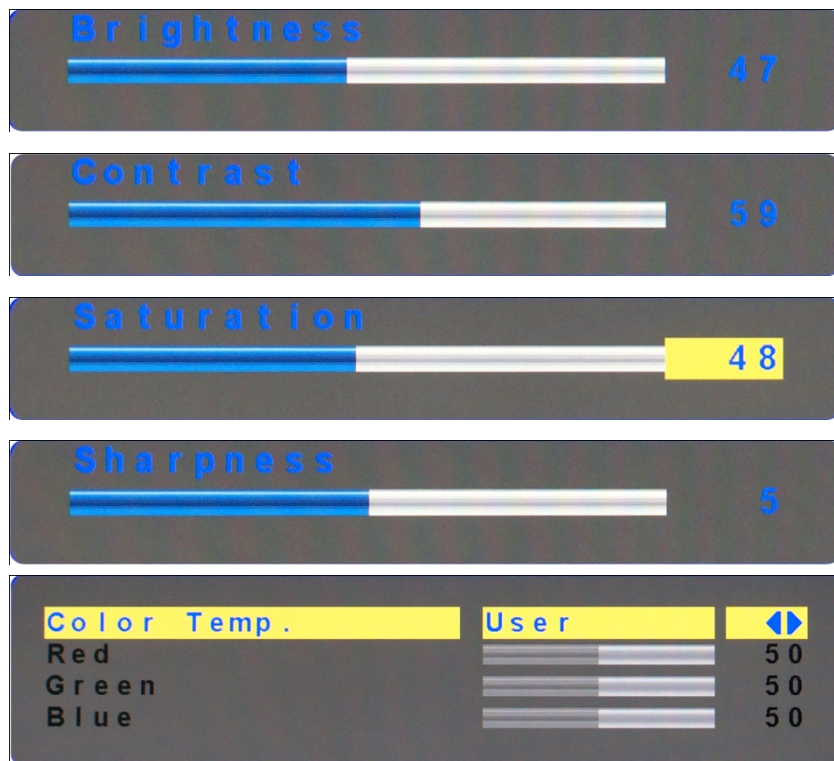 Brightness
47
Contrast
59
Saturation
48
Sharpness
5
Color Temp. User
Red 50
Green 50
Blue 50